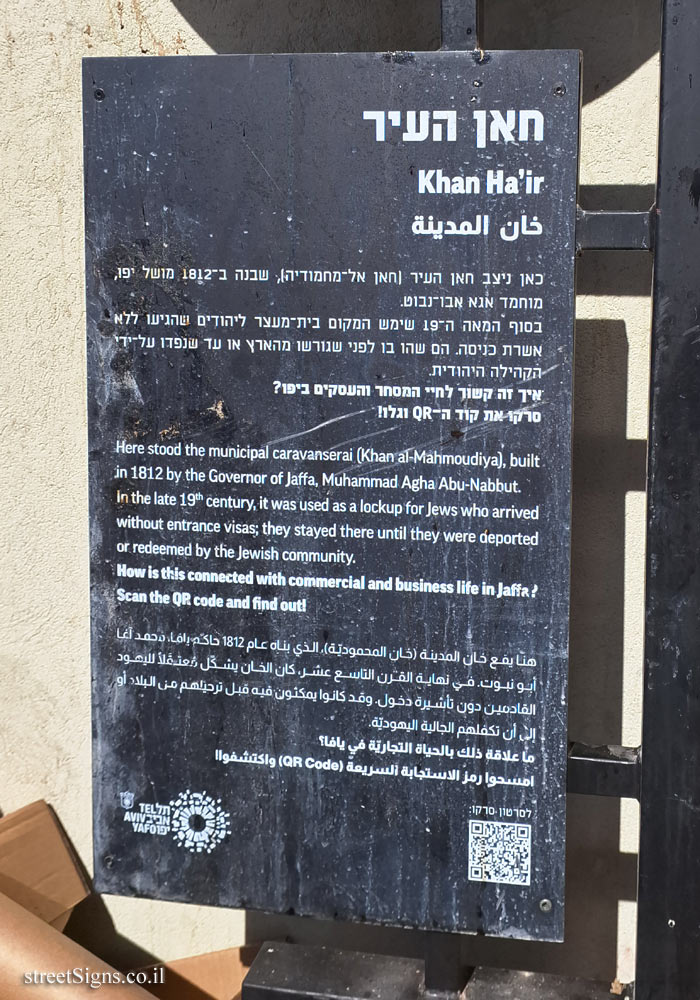 חאן העיר
Khan Ha'ir
خان المدينة
כאן ניצב חאן העיר (חאן אל-מחמודיה), שבנה ב-1812 מושל יפו,
מוחמד אגא אבו-נבוט.
בסוף המאה ה-19 שימש המקום בית-מעצר ליהודים שהגיעו ללא
אשרת כניסה. הם שהו בו לפני שגורשו מהארץ או עד שנפדו על-ידי
הקהילה היהודית.
איך זה קשור לחיי המסחר והעסקים ביפו?
סרקו את קוד ה-QR וגלו!
Here stood the municipal caravanserai (Khan al-Mahmoudiya), built
in 1812 by the Governor of Jaffa, Muhammad Agha Abu-Nabbut.
In the late 19th century, it was used as a lockup for Jews who arrived
without entrance visas; they stayed there until they were deported
or redeemed by the Jewish community.
How is this connected with commercial and business life in Jaffa?
Scan the QR code and find out!
هنا يقع خان المدينة (خان المحموديّة)، الذي بناه عام 1812 حاكم يافا، محمد آغا
أبو نبوت. في نهاية القرن التاسع عشر، كان الخان يشكّل مُعتقلًا لليهود
القادمين دون تأشيرة دخول. وقد كانوا يمكثون فيه قبل ترحيلهم من البلاد أو
إلى أن تكفلهم الجالية اليهوديّة.
ما علاقة ذلك بالحياة التجاريّة في يافا؟
امسحوا رمز الاستجابة السريعة (QR Code) واكتشفوا!
לסרטון סרקו:
תל TEL
אביב AVIV
יפו YAFO
streetSigns.co.il